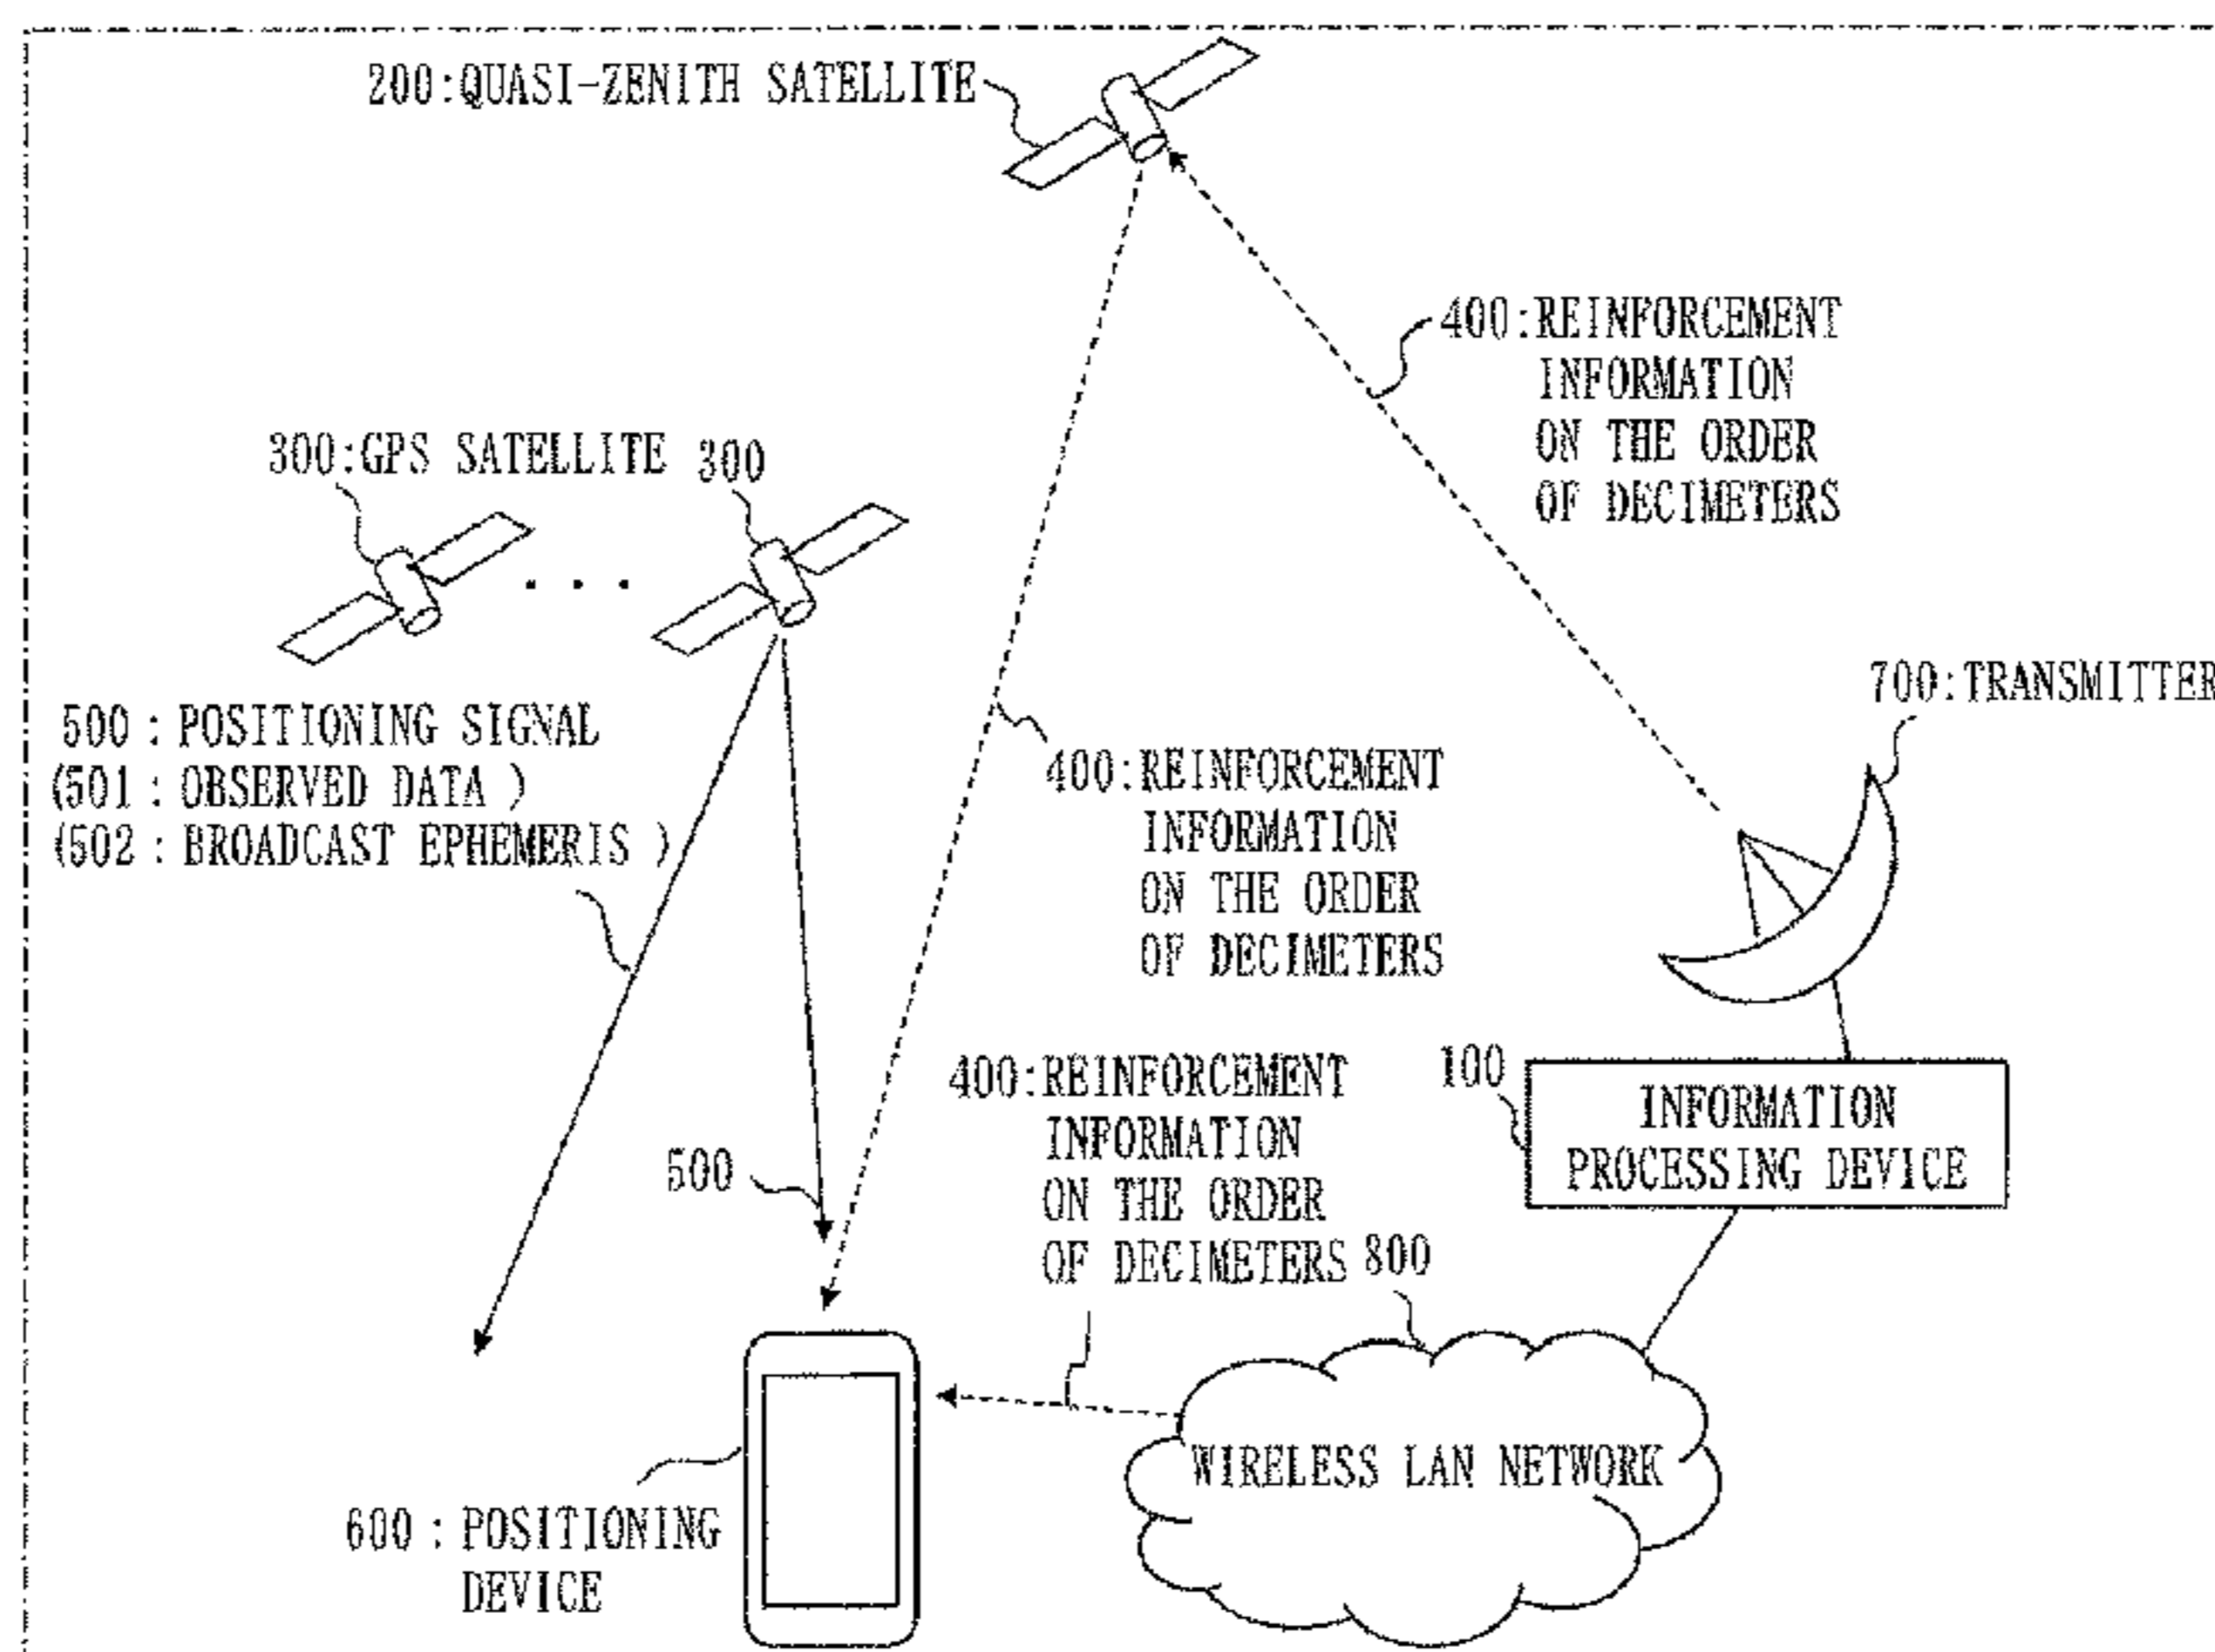 200:QUASI-ZENITH SATELLITE
400:REINFORCEMENT
INFORMATION
ON THE ORDER
OF DECIMETERS
300:GPS SATELLITE
300
700:TRANSMITTER
500:POSITIONING SIGNAL
(501:OBSERVED DATA)
(502:BROADCAST EPHEMERIS)
400:REINFORCEMENT
INFORMATION
ON THE ORDER
OF DECIMETERS
400:REINFORCEMENT
INFORMATION
ON THE ORDER
OF DECIMETERS
100
INFORMATION
PROCESSING DEVICE
500
800
WIRELESS LAN NETWORK
600:POSITIONING
DEVICE